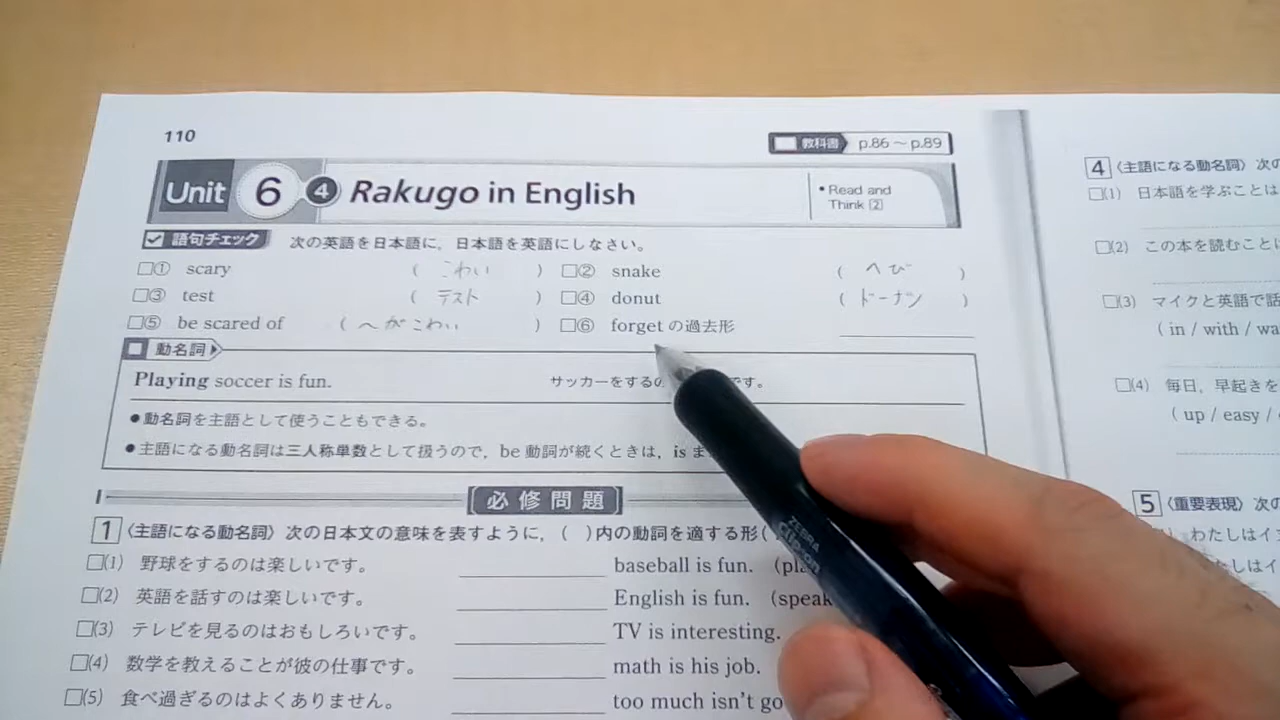 110
教科書 p.86 ～ p.89
Unit 6 4 Rakugo in English
•Read and Think (2)
語句チェック 次の英語を日本語に，日本語を英語にしなさい。
□① scary ( こわい ) □② snake ( へび )
□③ test ( テスト ) □④ donut ( ドーナツ )
□⑤ be scared of ( 〜がこわい ) □⑥ forget の過去形
動名詞
Playing soccer is fun. サッカーをするの です。
●動名詞を主語として使うこともできる。
●主語になる動名詞は三人称単数として扱うので，be 動詞が続くときは，is ま
必修問題
1 〈主語になる動名詞〉次の日本文の意味を表すように，( )内の動詞を適する形(
□(1) 野球をするのは楽しいです。 baseball is fun. (pla
□(2) 英語を話すのは楽しいです。 English is fun. (speak
□(3) テレビを見るのはおもしろいです。 TV is interesting.
□(4) 数学を教えることが彼の仕事です。 math is his job.
□(5) 食べ過ぎるのはよくありません。 too much isn't go
4 〈主語になる動名詞〉次の
□(1) 日本語を学ぶことは
□(2) この本を読むことに
□(3) マイクと英語で話
( in / with / wa
□(4) 毎日，早起きを
( up / easy /
5 〈重要表現〉次の
わたしはイ
たしはイ
ZEBRA